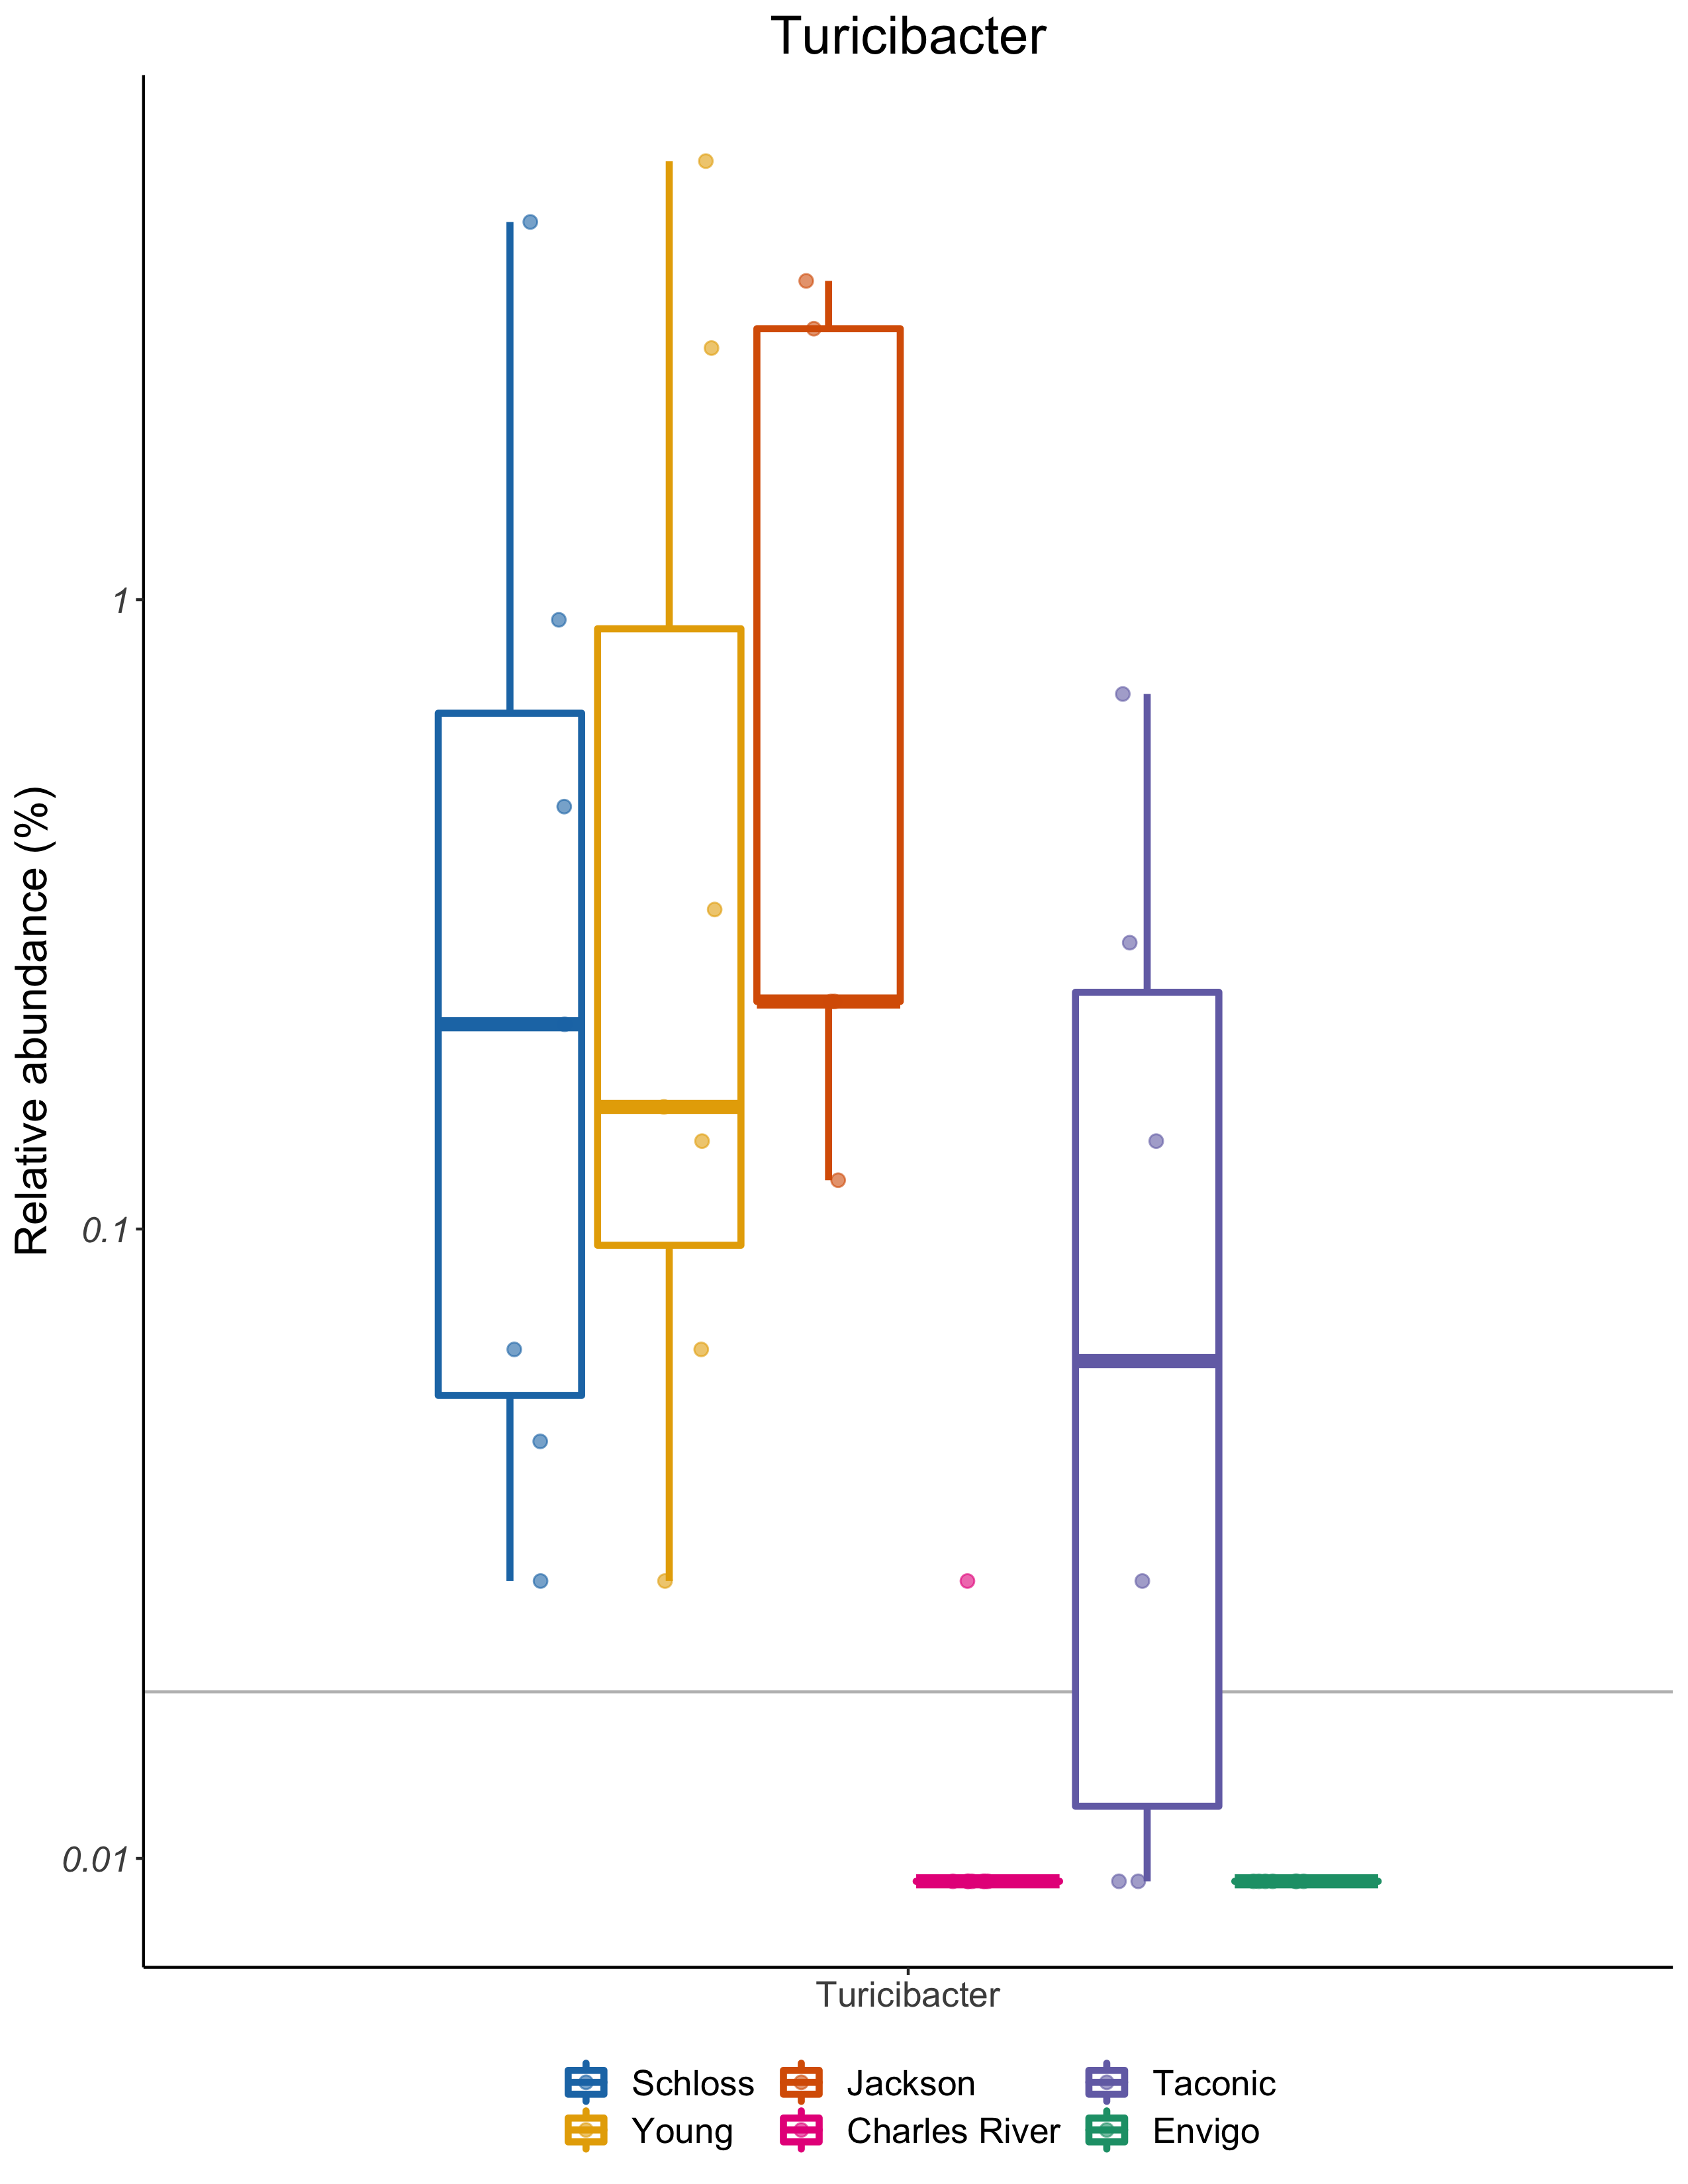 Turicibacter
Relative abundance (%)
1
0.1
0.01
Turicibacter
Schloss
Jackson
Taconic
Young
Charles River
Envigo